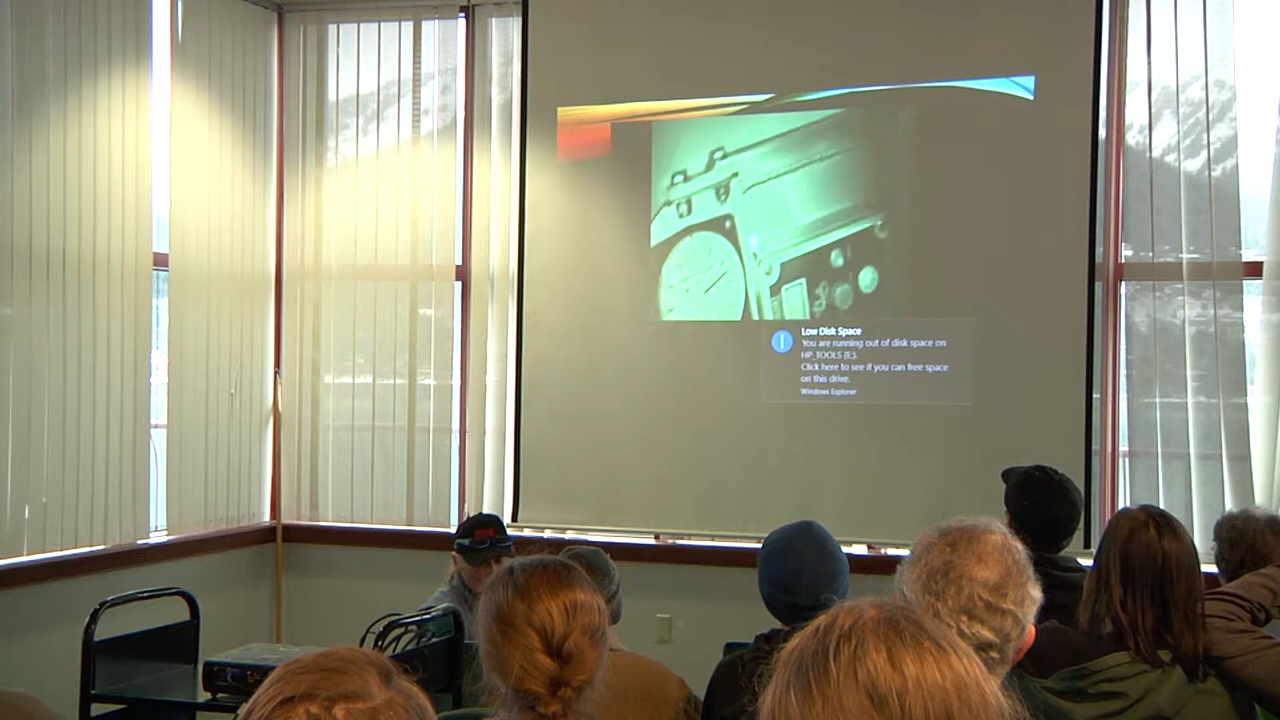 Low Disk Space
You are running out of disk space on
HP_TOOLS (E:).
Click here to see if you can free space
on this drive.
Windows Explorer